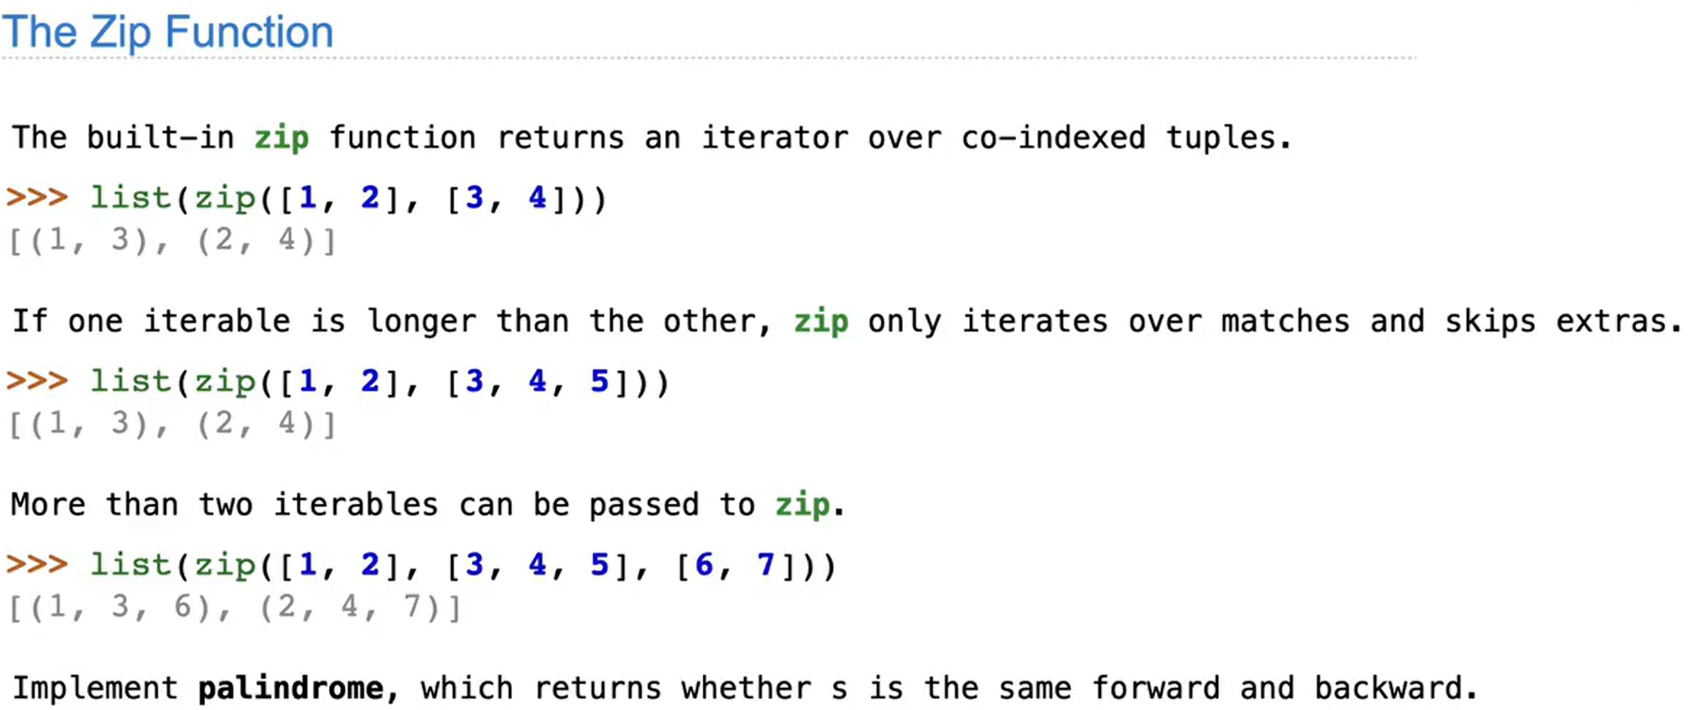 The Zip Function
The built-in zip function returns an iterator over co-indexed tuples.
>>> list(zip([1, 2], [3, 4]))
[(1, 3), (2, 4)]
If one iterable is longer than the other, zip only iterates over matches and skips extras.
>>> list(zip([1, 2], [3, 4, 5]))
[(1, 3), (2, 4)]
More than two iterables can be passed to zip.
>>> list(zip([1, 2], [3, 4, 5], [6, 7]))
[(1, 3, 6), (2, 4, 7)]
Implement palindrome, which returns whether s is the same forward and backward.